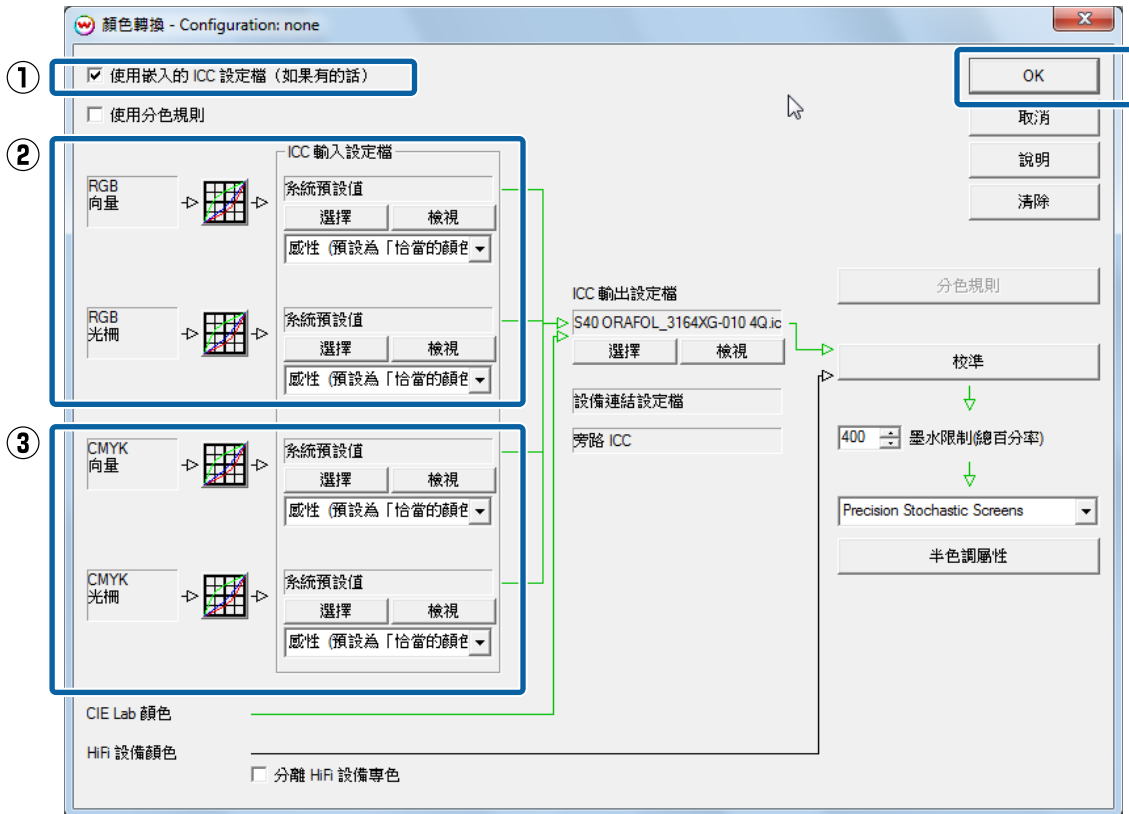 顏色轉換 - Configuration: none
①
使用嵌入的 ICC 設定檔（如果有的話）
OK
使用分色規則
取消
②
ICC 輸入設定檔
說明
RGB
向量
系統預設值
清除
選擇
檢視
感性 (預設為「恰當的顏色
分色規則
ICC 輸出設定檔
RGB
光柵
系統預設值
S40 ORAFOL_3164XG-010 4Q.ic
選擇
檢視
選擇
檢視
校準
感性 (預設為「恰當的顏色
設備連結設定檔
③
CMYK
向量
系統預設值
旁路 ICC
400
墨水限制(總百分率)
選擇
檢視
感性 (預設為「恰當的顏色
Precision Stochastic Screens
半色調屬性
CMYK
光柵
系統預設值
選擇
檢視
感性 (預設為「恰當的顏色
CIE Lab 顏色
HiFi 設備顏色
分離 HiFi 設備專色